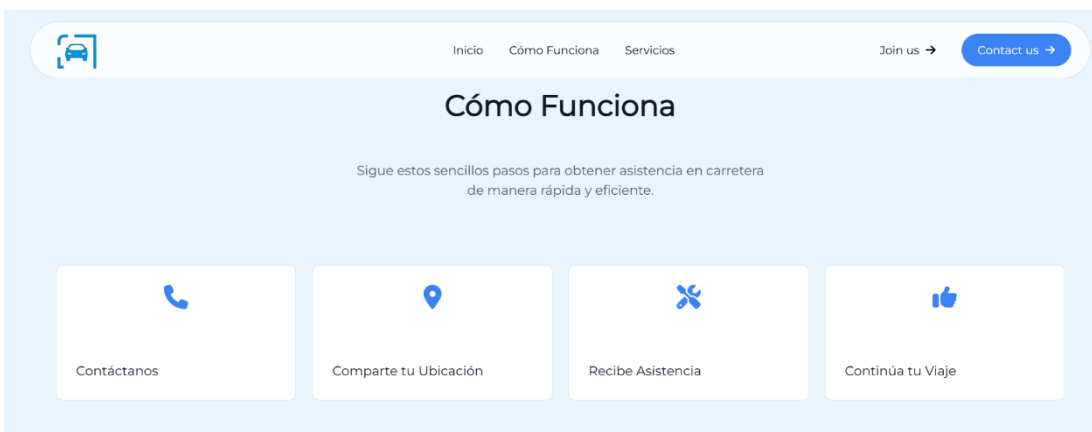 Inicio Cómo Funciona Servicios Join us → Contact us →
Cómo Funciona
Sigue estos sencillos pasos para obtener asistencia en carretera
de manera rápida y eficiente.
Contáctanos Comparte tu Ubicación Recibe Asistencia Continúa tu Viaje